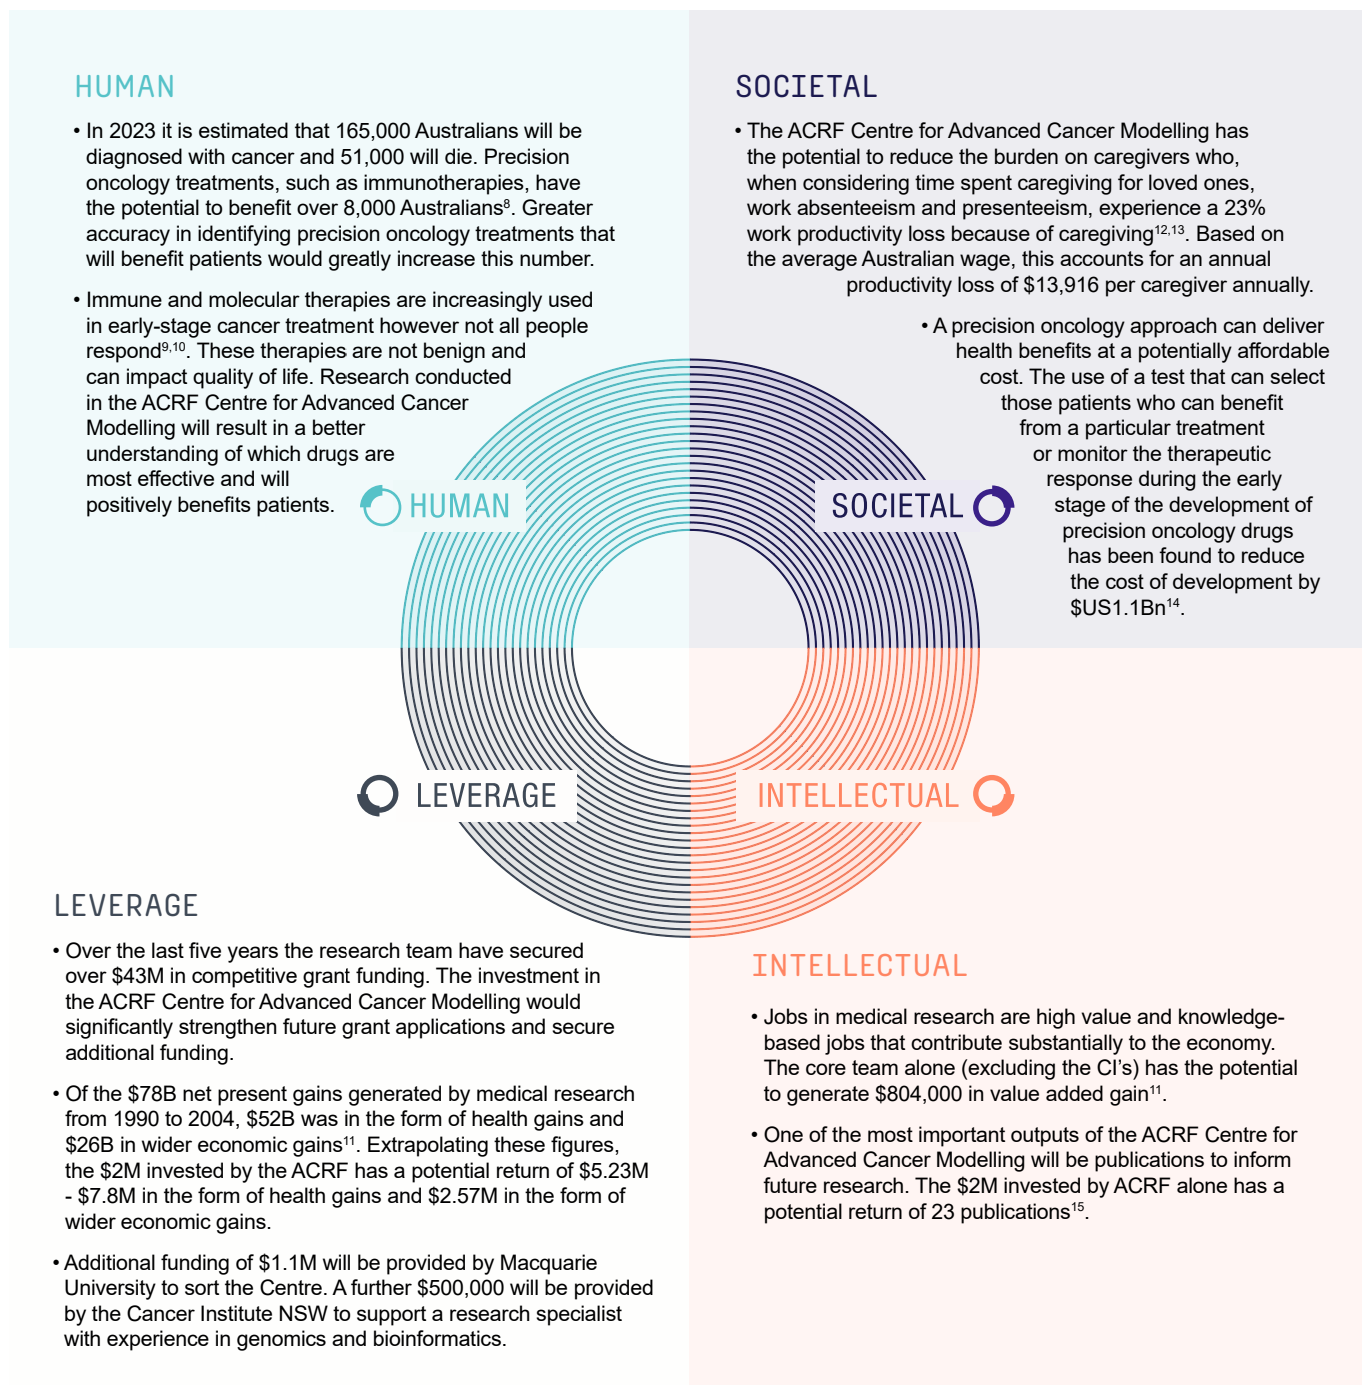 HUMAN
• In 2023 it is estimated that 165,000 Australians will be
diagnosed with cancer and 51,000 will die. Precision
oncology treatments, such as immunotherapies, have
the potential to benefit over 8,000 Australians⁸. Greater
accuracy in identifying precision oncology treatments that
will benefit patients would greatly increase this number.
• Immune and molecular therapies are increasingly used
in early-stage cancer treatment however not all people
respond⁹,¹⁰. These therapies are not benign and
can impact quality of life. Research conducted
in the ACRF Centre for Advanced Cancer
Modelling will result in a better
understanding of which drugs are
most effective and will
positively benefits patients.
SOCIETAL
• The ACRF Centre for Advanced Cancer Modelling has
the potential to reduce the burden on caregivers who,
when considering time spent caregiving for loved ones,
work absenteeism and presenteeism, experience a 23%
work productivity loss because of caregiving¹²,¹³. Based on
the average Australian wage, this accounts for an annual
productivity loss of $13,916 per caregiver annually.
• A precision oncology approach can deliver
health benefits at a potentially affordable
cost. The use of a test that can select
those patients who can benefit
from a particular treatment
or monitor the therapeutic
response during the early
stage of the development of
precision oncology drugs
has been found to reduce
the cost of development by
$US1.1Bn¹⁴.
HUMAN
SOCIETAL
LEVERAGE
INTELLECTUAL
LEVERAGE
• Over the last five years the research team have secured
over $43M in competitive grant funding. The investment in
the ACRF Centre for Advanced Cancer Modelling would
significantly strengthen future grant applications and secure
additional funding.
• Of the $78B net present gains generated by medical research
from 1990 to 2004, $52B was in the form of health gains and
$26B in wider economic gains¹¹. Extrapolating these figures,
the $2M invested by the ACRF has a potential return of $5.23M
- $7.8M in the form of health gains and $2.57M in the form of
wider economic gains.
• Additional funding of $1.1M will be provided by Macquarie
University to sort the Centre. A further $500,000 will be provided
by the Cancer Institute NSW to support a research specialist
with experience in genomics and bioinformatics.
INTELLECTUAL
• Jobs in medical research are high value and knowledge-
based jobs that contribute substantially to the economy.
The core team alone (excluding the CI’s) has the potential
to generate $804,000 in value added gain¹¹.
• One of the most important outputs of the ACRF Centre for
Advanced Cancer Modelling will be publications to inform
future research. The $2M invested by ACRF alone has a
potential return of 23 publications¹⁵.